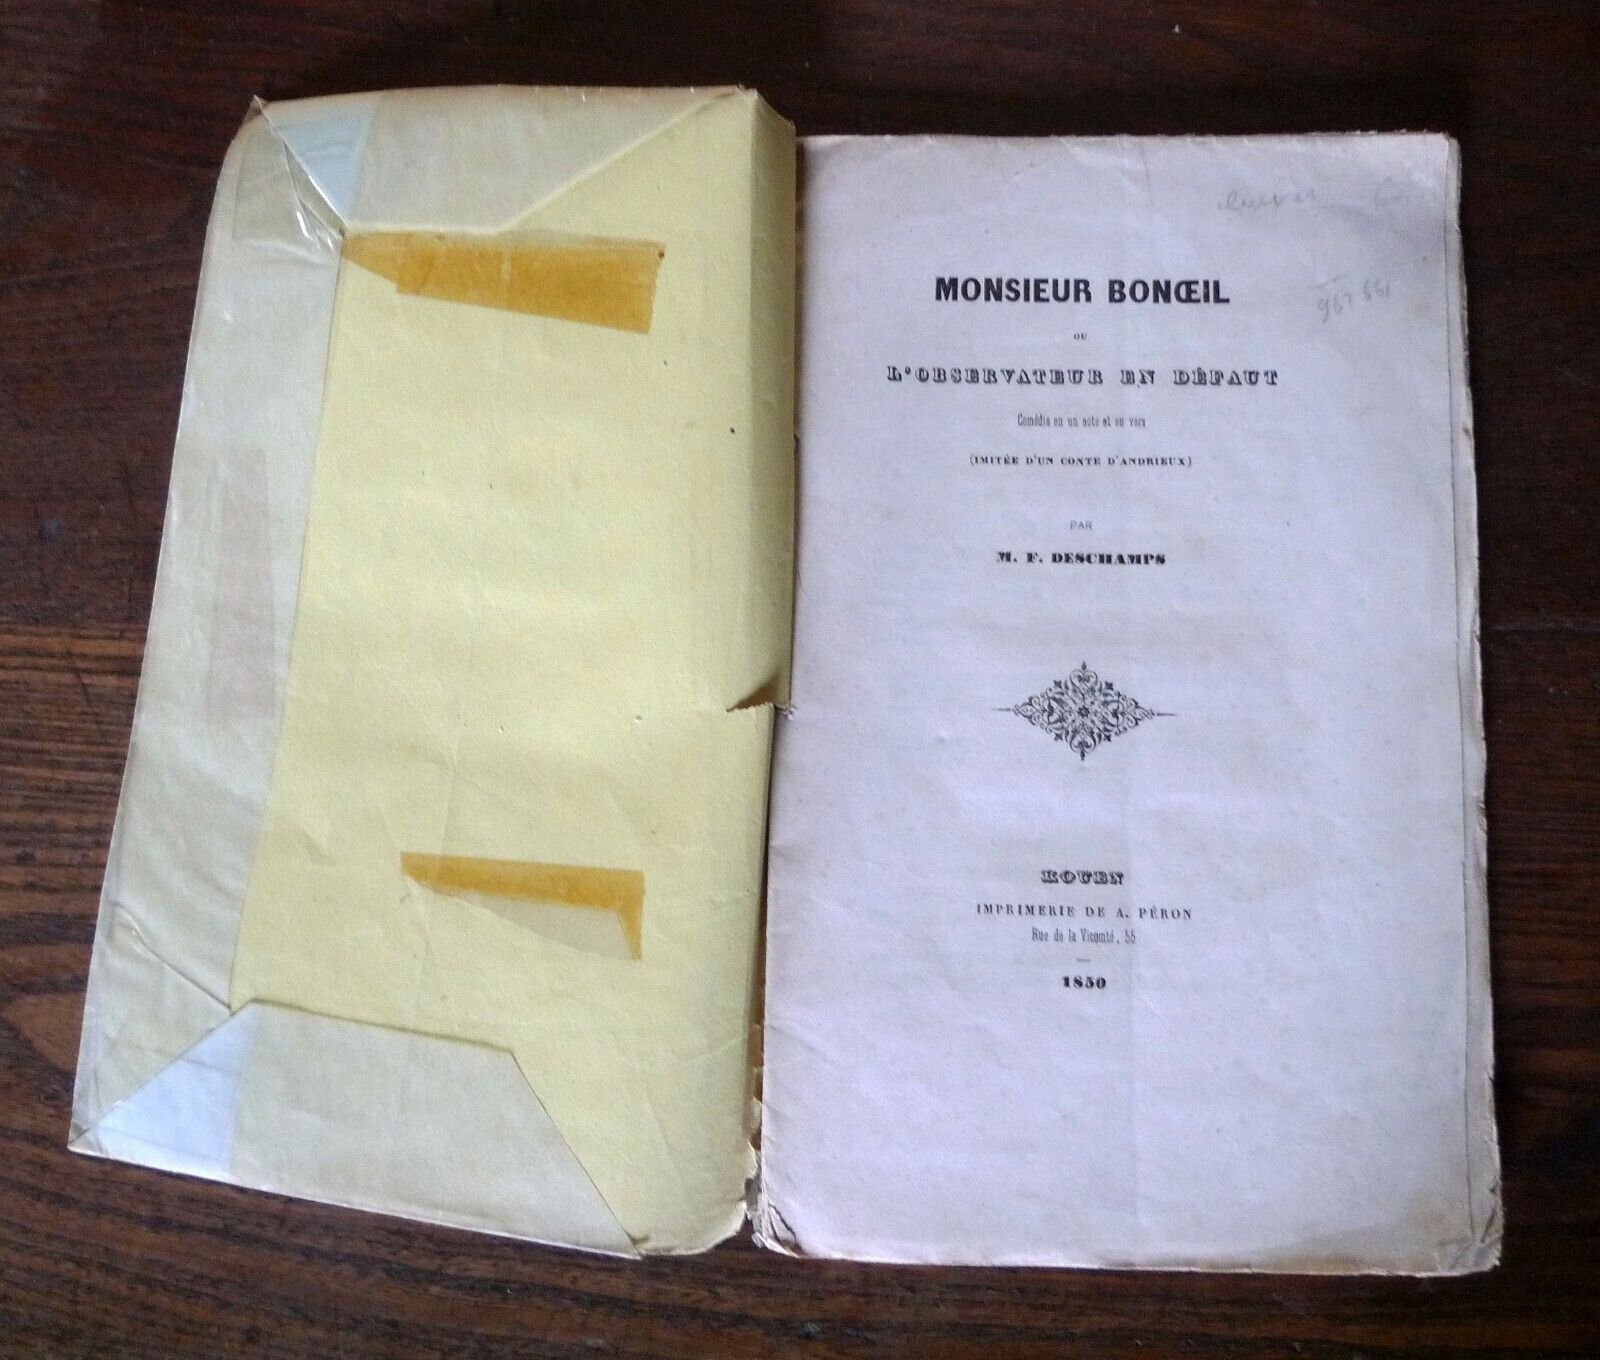 MONSIEUR BONŒIL
OU
L'OBSERVATEUR EN DÉFAUT
Comédie en un acte et en vers
(IMITÉE D'UN CONTE D'ANDRIEUX)
PAR
M. F. DESCHAMPS
ROUEN
IMPRIMERIE DE A. PÉRON
Rue de la Vicomté, 55
1850